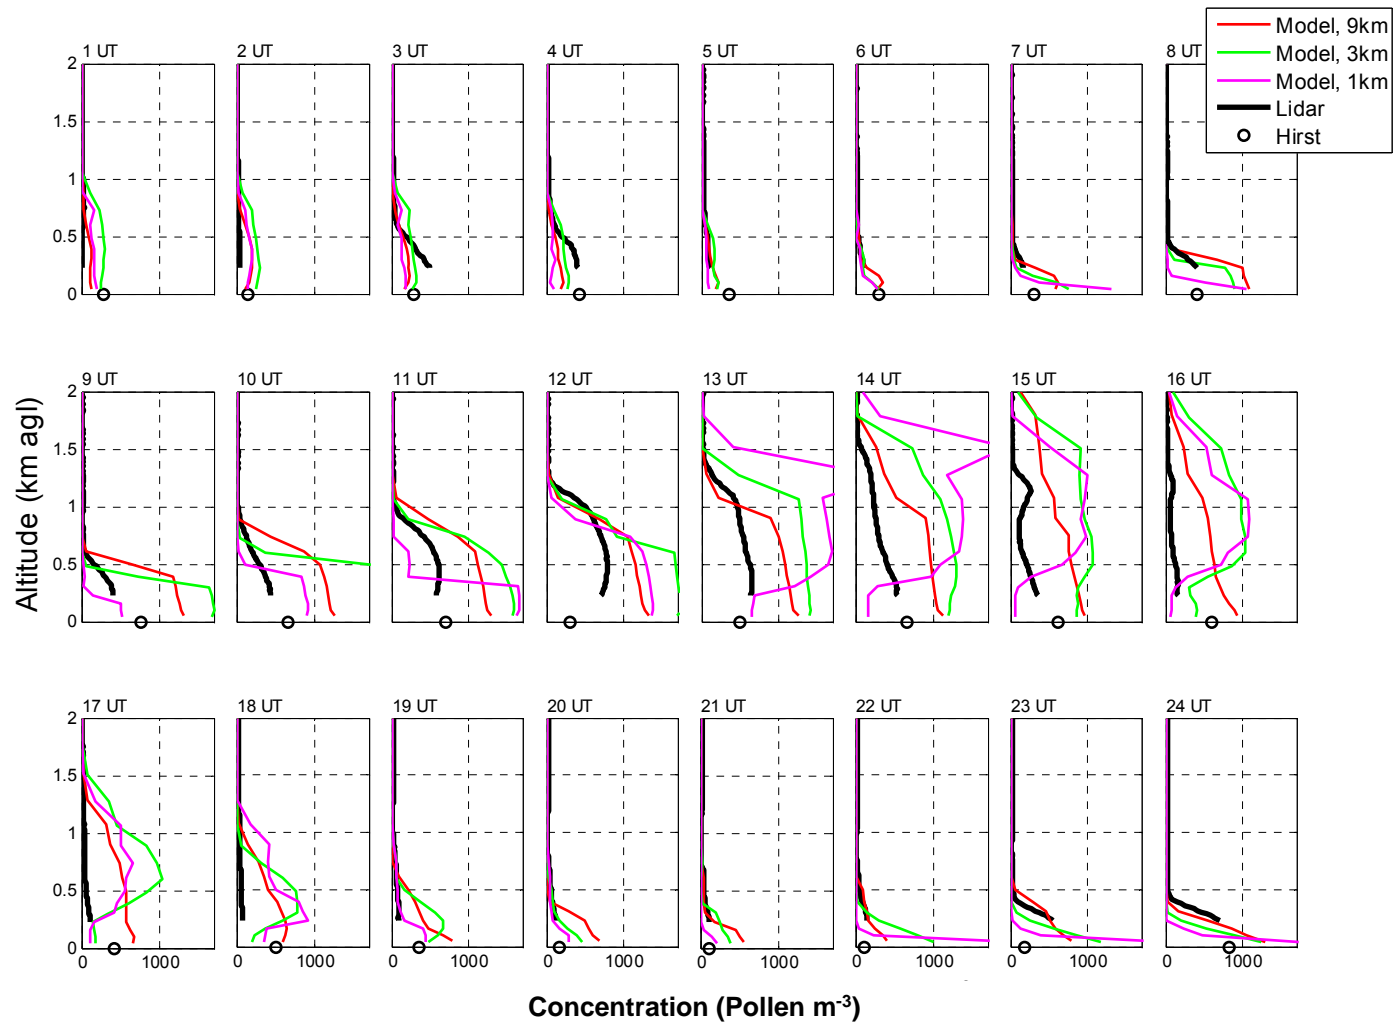 Model, 9km
Model, 3km
Model, 1km
Lidar
Hirst
1 UT 2 UT 3 UT 4 UT 5 UT 6 UT 7 UT 8 UT
2
1.5
1
0.5
0
9 UT 10 UT 11 UT 12 UT 13 UT 14 UT 15 UT 16 UT
2
1.5
1
0.5
0
Altitude (km agl)
17 UT 18 UT 19 UT 20 UT 21 UT 22 UT 23 UT 24 UT
2
1.5
1
0.5
0
0 1000 0 1000 0 1000 0 1000 0 1000 0 1000 0 1000 0 1000
Concentration (Pollen m⁻³)